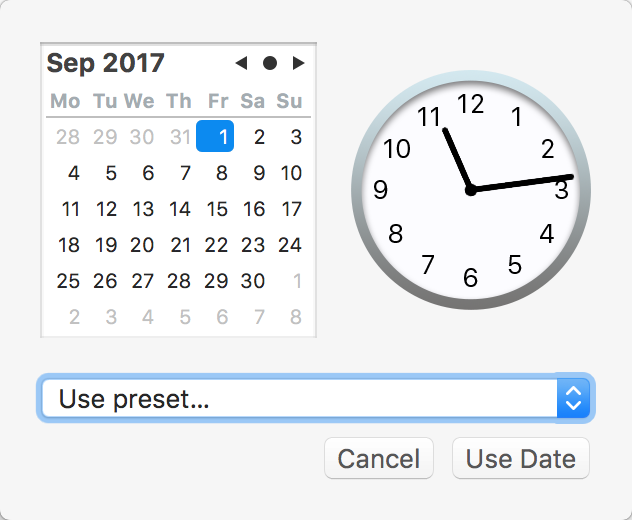 Sep 2017
Mo Tu We Th Fr Sa Su
28 29 30 31 1 2 3
4 5 6 7 8 9 10
11 12 13 14 15 16 17
18 19 20 21 22 23 24
25 26 27 28 29 30 1
2 3 4 5 6 7 8
12
11 1
10 2
9 3
8 4
7 5
6
Use preset...
Cancel Use Date